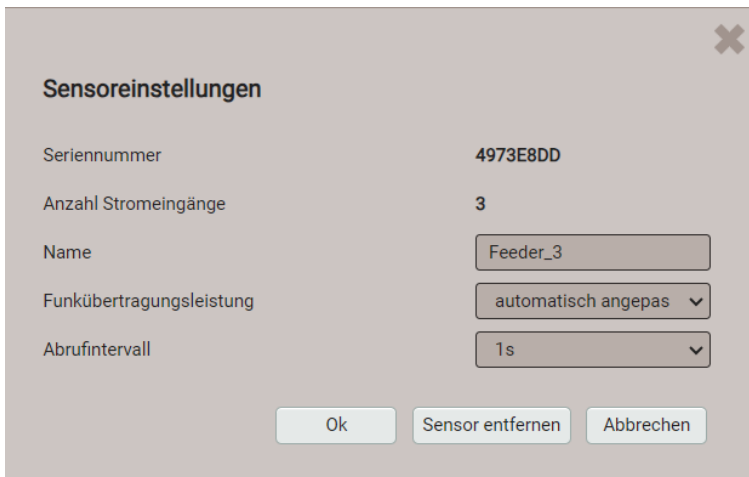 Sensoreinstellungen
Seriennummer 4973E8DD
Anzahl Stromeingänge 3
Name Feeder_3
Funkübertragungsleistung automatisch angepas
Abrufintervall 1s
Ok Sensor entfernen Abbrechen